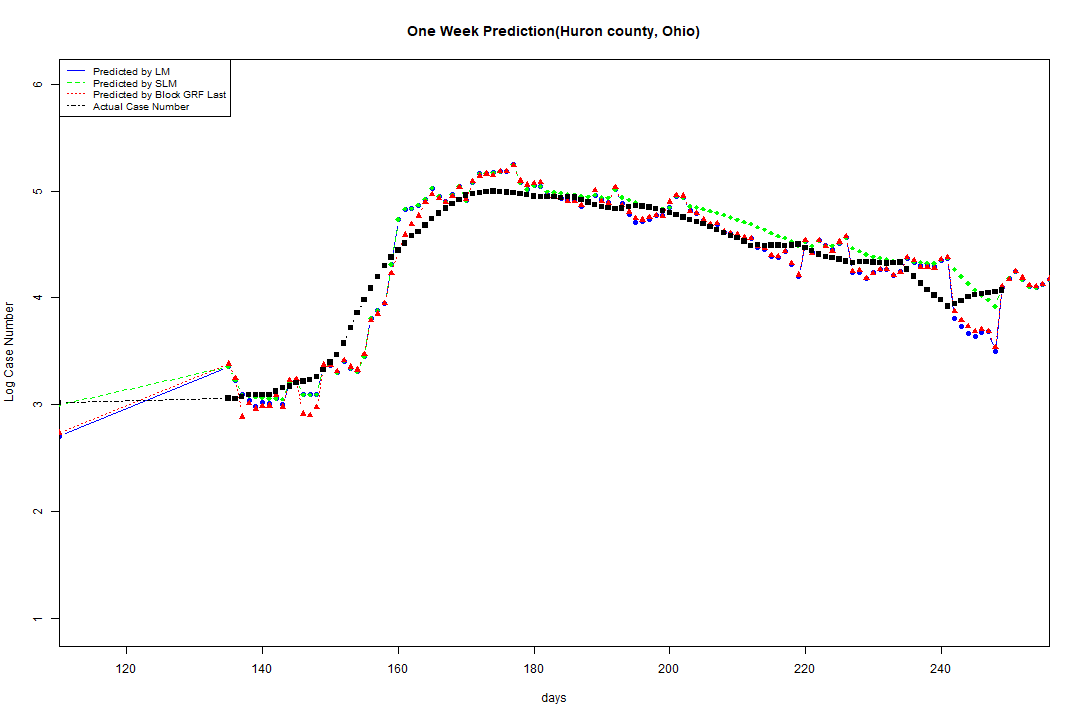 One Week Prediction(Huron county, Ohio)
Predicted by LM
Predicted by SLM
Predicted by Block GRF Last
Actual Case Number
6
5
4
3
2
1
Log Case Number
120 140 160 180 200 220 240
days